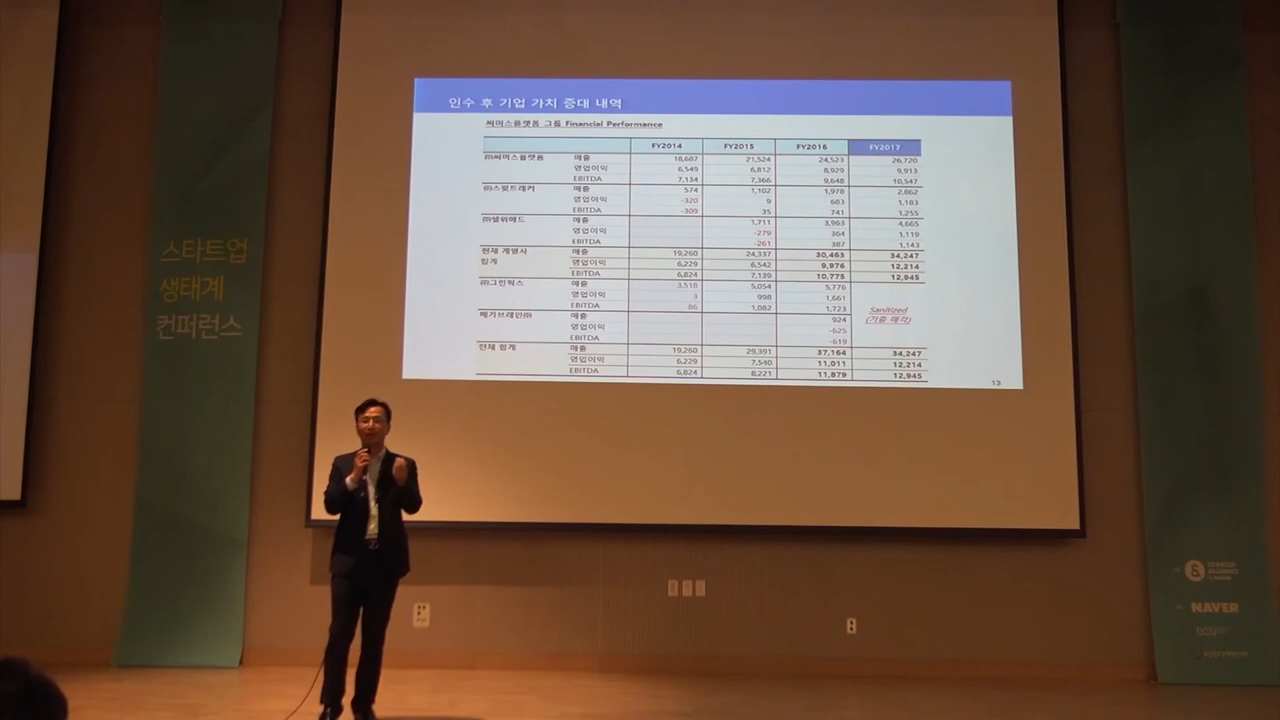 인수 후 기업 가치 증대 내역
써머스플랫폼 그룹 Financial Performance
FY2014 FY2015 FY2016 FY2017
㈜써머스플랫폼 매출 18,687 21,524 24,523 26,720
영업이익 6,549 6,812 8,929 9,913
EBITDA 7,134 7,366 9,648 10,547
㈜스윗트래커 매출 574 1,102 1,978 2,862
영업이익 -320 9 683 1,183
EBITDA -309 35 741 1,255
매출 1,711 3,963 4,665
영업이익 -279 364 1,119
EBITDA -261 387 1,143
현재 계열사 합계 매출 19,260 24,337 30,463 34,247
영업이익 6,229 6,542 9,976 12,214
EBITDA 6,824 7,139 10,775 12,945
㈜그린웍스 매출 3,518 5,054 5,776
영업이익 3 998 1,661
EBITDA 86 1,082 1,723
메기브레인㈜ 매출 924
영업이익 -625
EBITDA -619
Sanitized
(기중 매각)
전체 합계 매출 19,260 29,391 37,164 34,247
영업이익 6,229 7,540 11,011 12,214
EBITDA 6,824 8,221 11,879 12,945
13
스타트업
생태계
컨퍼런스
STARTUP
ALLIANCE
NAVER